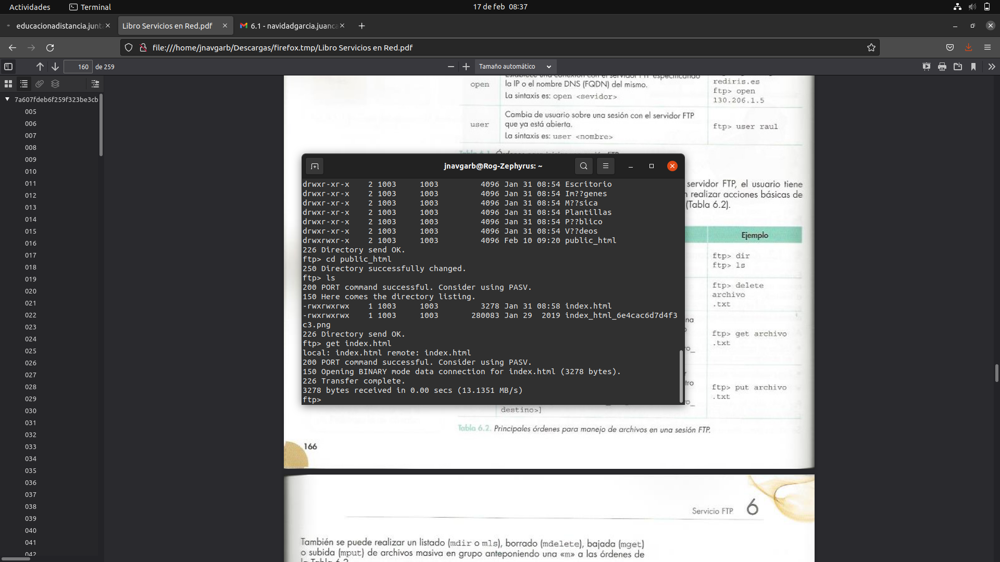 Actividades
Terminal
17 de feb 08:37
educacionadistancia.junt
Libro Servicios en Red.pdf
6.1 - navidadgarcia.juanca
file:///home/jnavgarb/Descargas/firefox.tmp/Libro Servicios en Red.pdf
160 de 259
Tamaño automático
7a607fdeb6f259f323be3cb
005
006
007
008
009
010
011
012
013
014
015
016
017
018
019
020
021
022
023
024
025
026
027
028
029
030
031
032
033
034
035
036
037
038
039
040
041
042
open
Establece una conexión con el servidor FTP especificando
la IP o el nombre DNS (FQDN) del mismo.
La sintaxis es: open <sevidor>
rediris.es
ftp> open
130.206.1.5
user
Cambia de usuario sobre una sesión con el servidor FTP
que ya está abierta.
La sintaxis es: user <nombre>
ftp> user raul
jnavgarb@Rog-Zephyrus: ~
drwxr-xr-x    2 1003     1003         4096 Jan 31 08:54 Escritorio
drwxr-xr-x    2 1003     1003         4096 Jan 31 08:54 Im??genes
drwxr-xr-x    2 1003     1003         4096 Jan 31 08:54 M??sica
drwxr-xr-x    2 1003     1003         4096 Jan 31 08:54 Plantillas
drwxr-xr-x    2 1003     1003         4096 Jan 31 08:54 P??blico
drwxr-xr-x    2 1003     1003         4096 Jan 31 08:54 V??deos
drwxrwxr-x    2 1003     1003         4096 Feb 10 09:20 public_html
226 Directory send OK.
ftp> cd public_html
250 Directory successfully changed.
ftp> ls
200 PORT command successful. Consider using PASV.
150 Here comes the directory listing.
-rwxrwxrwx    1 1003     1003         3278 Jan 31 08:58 index.html
-rwxrwxrwx    1 1003     1003       280083 Jan 29  2019 index_html_6e4cac6d7d4f3
c3.png
226 Directory send OK.
ftp> get index.html
local: index.html remote: index.html
200 PORT command successful. Consider using PASV.
150 Opening BINARY mode data connection for index.html (3278 bytes).
226 Transfer complete.
3278 bytes received in 0.00 secs (13.1351 MB/s)
ftp>
servidor FTP, el usuario tiene
realizar acciones básicas de
(Tabla 6.2).
Ejemplo
ftp> dir
ftp> ls
ftp> delete
archivo
.txt
ftp> get archivo
.txt
ftp> put archivo
.txt
destino>]
Tabla 6.2. Principales órdenes para manejo de archivos en una sesión FTP.
166
Servicio FTP 6
También se puede realizar un listado (mdir o mls), borrado (mdelete), bajada (mget)
o subida (mput) de archivos masiva en grupo anteponiendo una «m» a las órdenes de
la Tabla 6.2